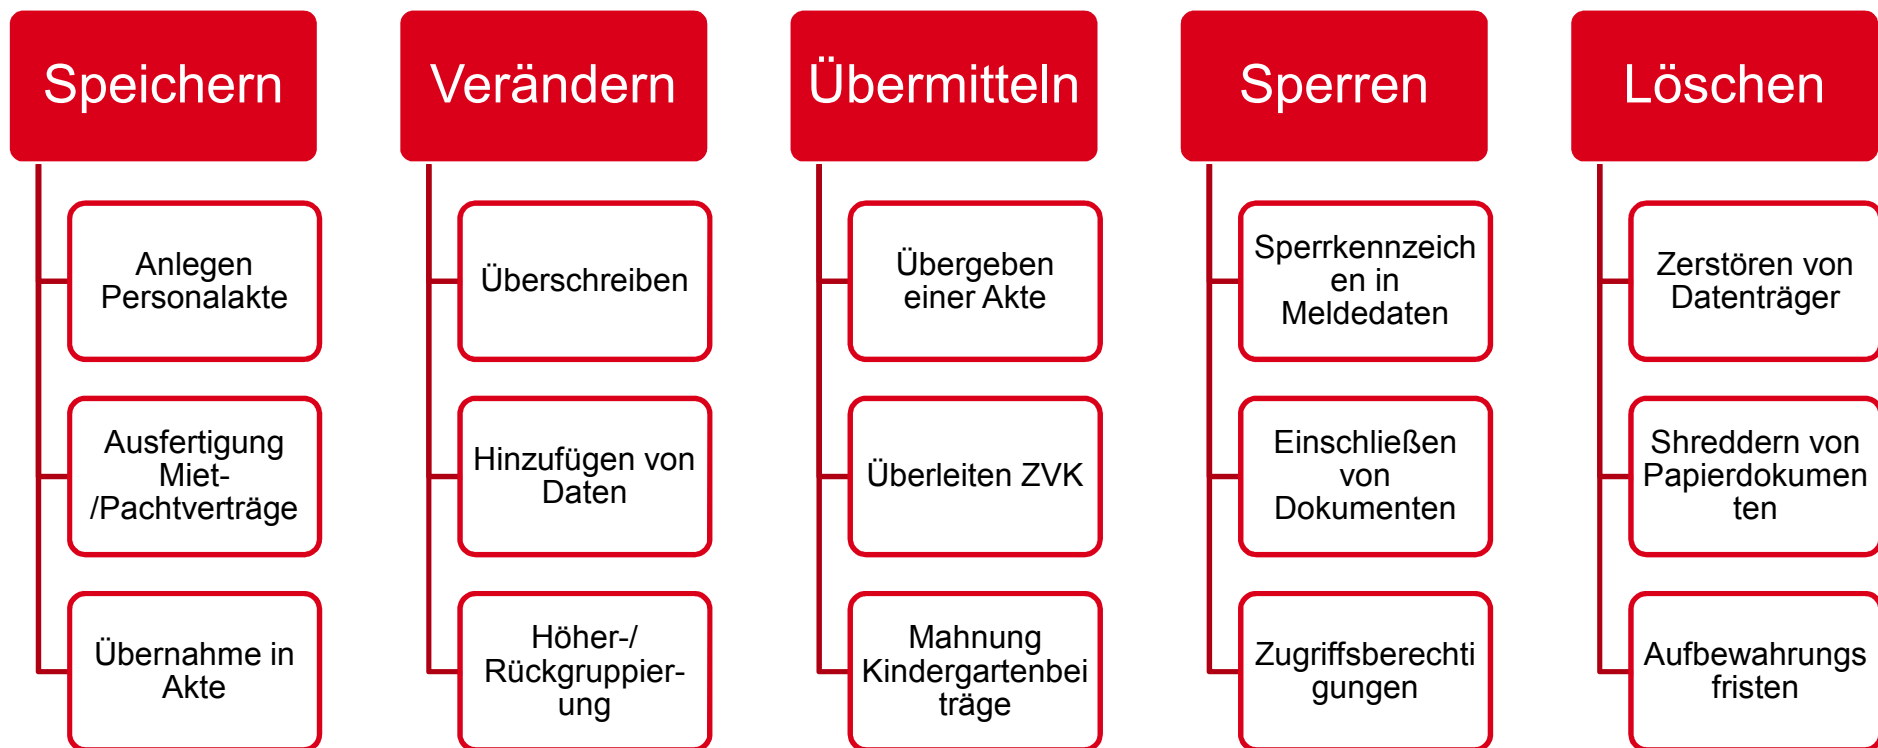 Speichern
Anlegen
Personalakte
Ausfertigung
Miet-
/Pachtverträge
Übernahme in
Akte
Verändern
Überschreiben
Hinzufügen von
Daten
Höher-/
Rückgruppier-
ung
Übermitteln
Übergeben
einer Akte
Überleiten ZVK
Mahnung
Kindergartenbei
träge
Sperren
Sperrkennzeich
en in
Meldedaten
Einschließen
von
Dokumenten
Zugriffsberechti
gungen
Löschen
Zerstören von
Datenträger
Shreddern von
Papierdokumen
ten
Aufbewahrungs
fristen